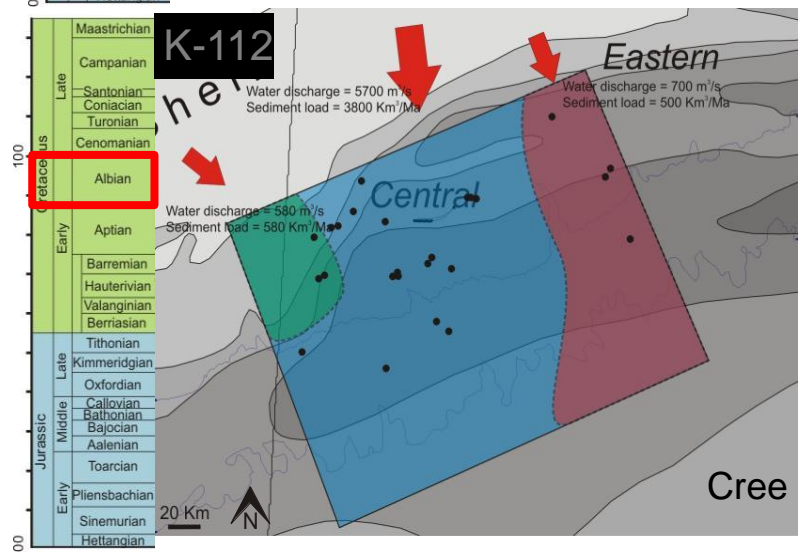 K-112
Eastern
Water discharge = 5700 m³/s
Sediment load = 3800 Km³/Ma
Water discharge = 700 m³/s
Sediment load = 500 Km³/Ma
Central
Water discharge = 580 m³/s
Sediment load = 580 Km³/Ma
Cree
20 Km
N
Cretaceous
Late
Maastrichian
Campanian
Santonian
Coniacian
Turonian
Cenomanian
100
Early
Albian
Aptian
Barremian
Hauterivian
Valanginian
Berriasian
Jurassic
Late
Tithonian
Kimmeridgian
Oxfordian
Middle
Callovian
Bathonian
Bajocian
Aalenian
Early
Toarcian
Pliensbachian
Sinemurian
Hettangian
00